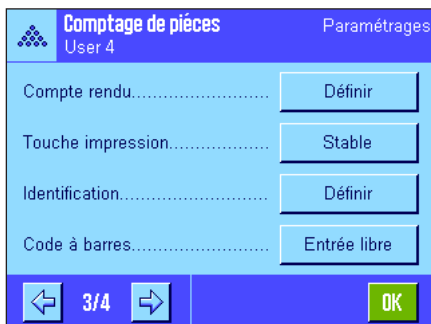 Comptage de piéces
Paramétrages
User 4
Compte rendu........................ Définir
Touche impression.................. Stable
Identification........................... Définir
Code à barres........................ Entrée libre
3/4
OK